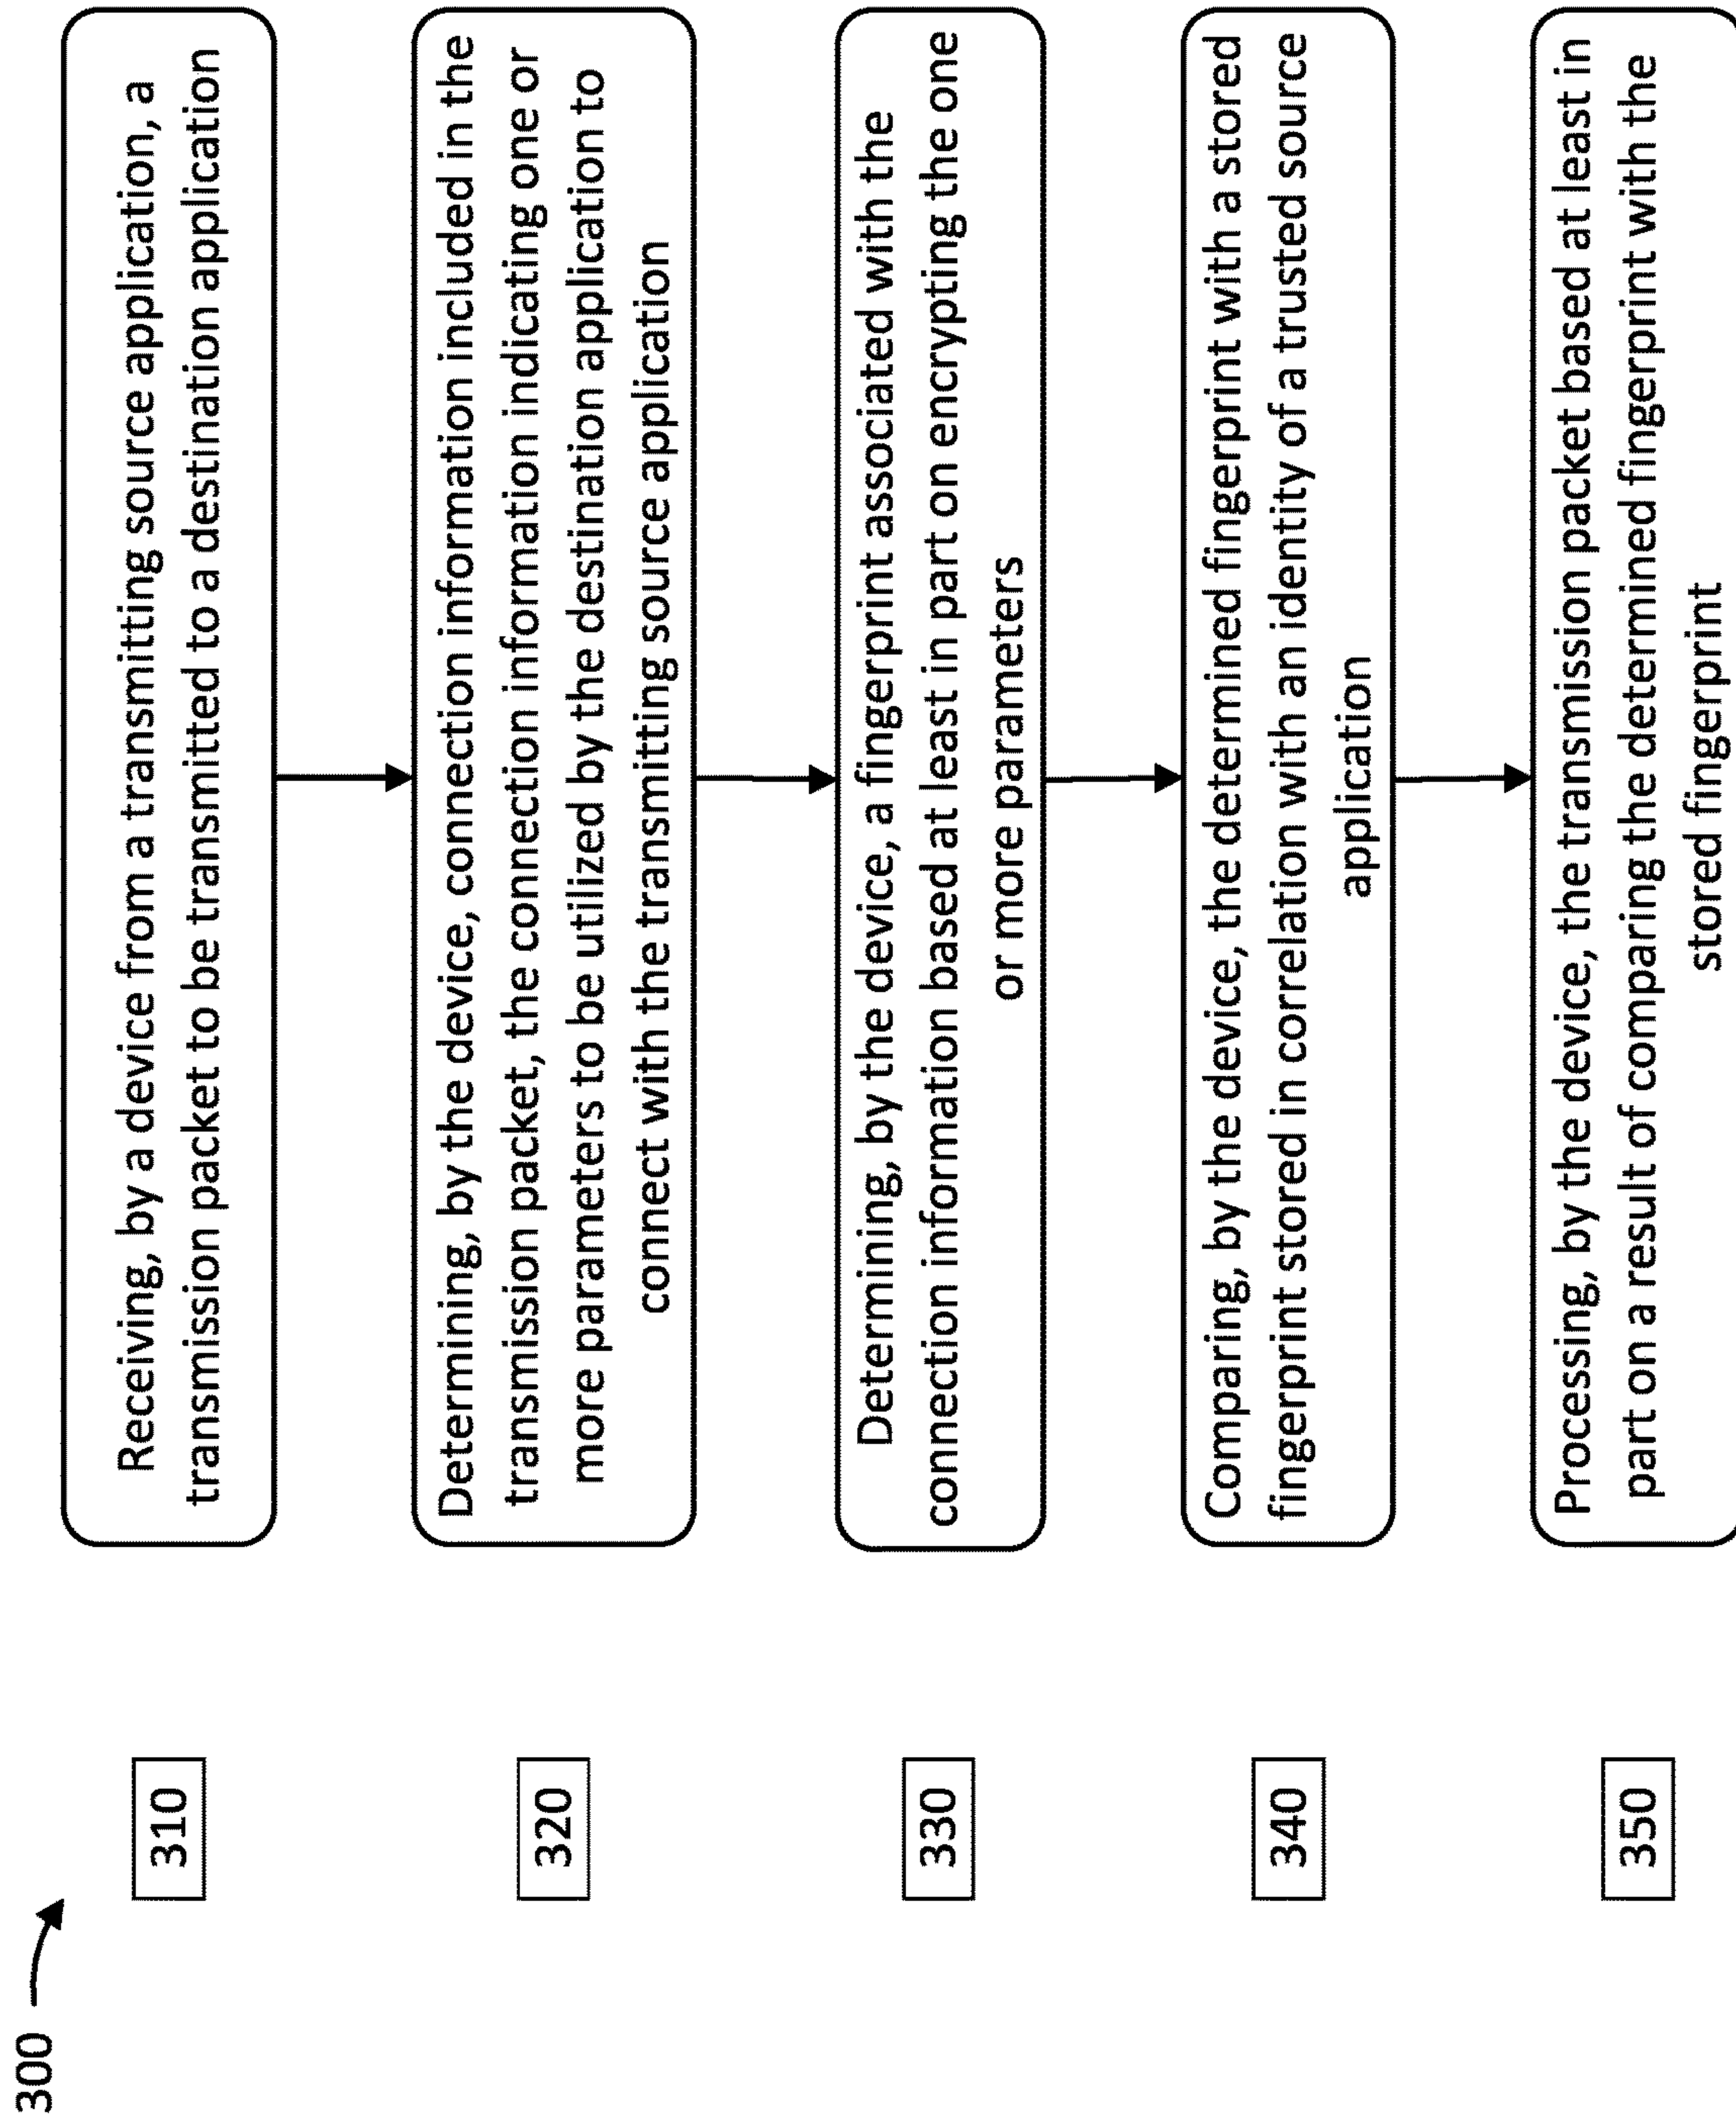 300
310
Receiving, by a device from a transmitting source application, a
transmission packet to be transmitted to a destination application
320
Determining, by the device, connection information included in the
transmission packet, the connection information indicating one or
more parameters to be utilized by the destination application to
connect with the transmitting source application
330
Determining, by the device, a fingerprint associated with the
connection information based at least in part on encrypting the one
or more parameters
340
Comparing, by the device, the determined fingerprint with a stored
fingerprint stored in correlation with an identity of a trusted source
application
350
Processing, by the device, the transmission packet based at least in
part on a result of comparing the determined fingerprint with the
stored fingerprint